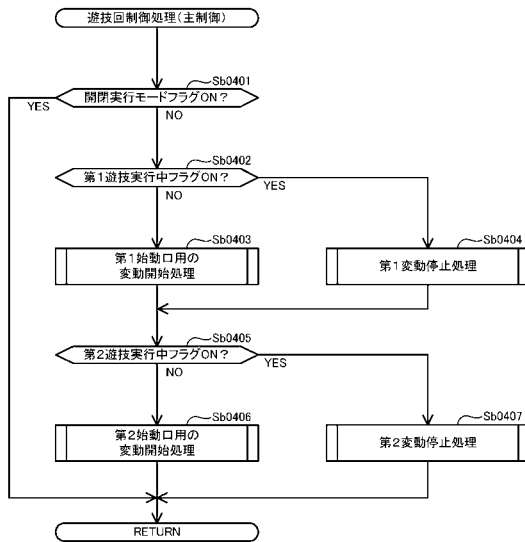 遊技回制御処理(主制御)
Sb0401
開閉実行モードフラグON?
YES
NO
Sb0402
第1遊技実行中フラグON?
YES
NO
Sb0403
第1始動口用の
変動開始処理
Sb0404
第1変動停止処理
Sb0405
第2遊技実行中フラグON?
YES
NO
Sb0406
第2始動口用の
変動開始処理
Sb0407
第2変動停止処理
RETURN